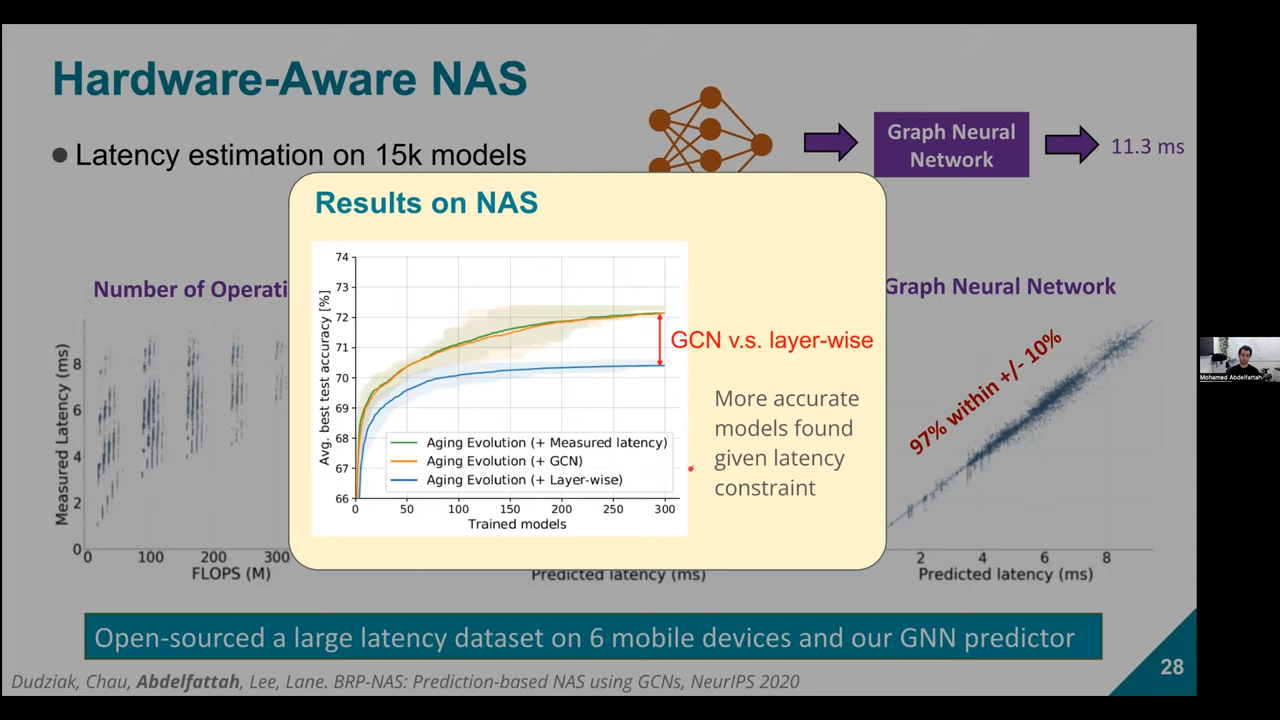 Hardware-Aware NAS
Latency estimation on 15k models
Graph Neural
Network
11.3 ms
Results on NAS
Number of Operati
Graph Neural Network
Measured Latency (ms)
8
6
4
2
0
0
100
200
300
FLOPS (M)
Avg. best test accuracy [%]
74
73
72
71
70
69
68
67
66
0
50
100
150
200
250
300
Trained models
Aging Evolution (+ Measured latency)
Aging Evolution (+ GCN)
Aging Evolution (+ Layer-wise)
GCN v.s. layer-wise
More accurate
models found
given latency
constraint
Predicted latency (ms)
97% within +/- 10%
2
4
6
8
Predicted latency (ms)
Mohamed Abdelfattah
Open-sourced a large latency dataset on 6 mobile devices and our GNN predictor
28
Dudziak, Chau, Abdelfattah, Lee, Lane. BRP-NAS: Prediction-based NAS using GCNs, NeurIPS 2020